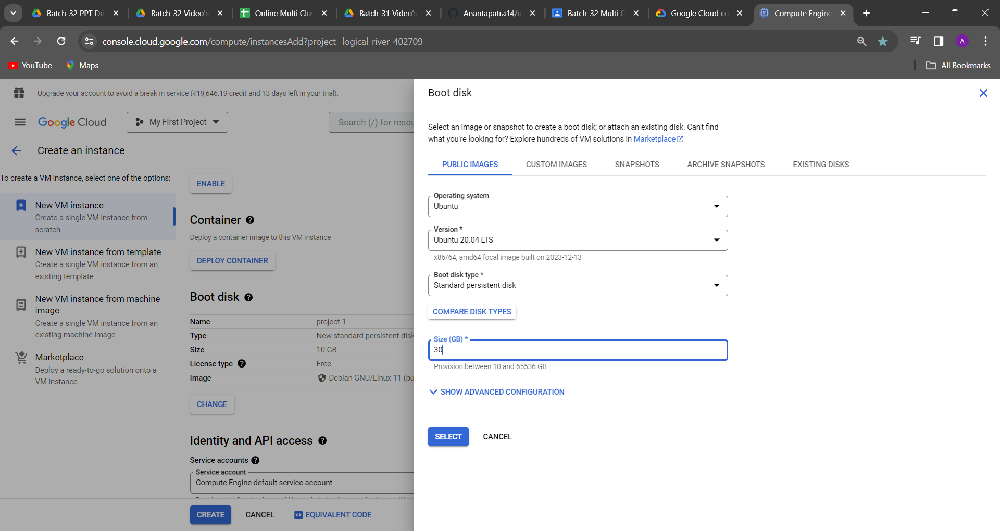 Batch-32 PPT Dri
Batch-32 Video's
Online Multi Clou
Batch-31 Video's
Anantapatra14/m
Batch-32 Multi C
Google Cloud co
Compute Engine
console.cloud.google.com/compute/instancesAdd?project=logical-river-402709
A
YouTube
Maps
All Bookmarks
Upgrade your account to avoid a break in service (₹19,646.19 credit and 13 days left in your trial).
Google Cloud
My First Project
Search (/) for resou
Create an instance
To create a VM instance, select one of the options:
New VM instance
Create a single VM instance from
scratch
New VM instance from template
Create a single VM instance from an
existing template
New VM instance from machine
image
Create a single VM instance from an
existing machine image
Marketplace
Deploy a ready-to-go solution onto a
VM instance
ENABLE
Container
Deploy a container image to this VM instance
DEPLOY CONTAINER
Boot disk
Name project-1
Type New standard persistent disk
Size 10 GB
License type Free
Image Debian GNU/Linux 11 (bu
CHANGE
Identity and API access
Service accounts
Service account
Compute Engine default service account
CREATE
CANCEL
EQUIVALENT CODE
Boot disk
Select an image or snapshot to create a boot disk; or attach an existing disk. Can't find
what you're looking for? Explore hundreds of VM solutions in Marketplace
PUBLIC IMAGES
CUSTOM IMAGES
SNAPSHOTS
ARCHIVE SNAPSHOTS
EXISTING DISKS
Operating system
Ubuntu
Version *
Ubuntu 20.04 LTS
x86/64, amd64 focal image built on 2023-12-13
Boot disk type *
Standard persistent disk
COMPARE DISK TYPES
Size (GB) *
30
Provision between 10 and 65536 GB
SHOW ADVANCED CONFIGURATION
SELECT
CANCEL